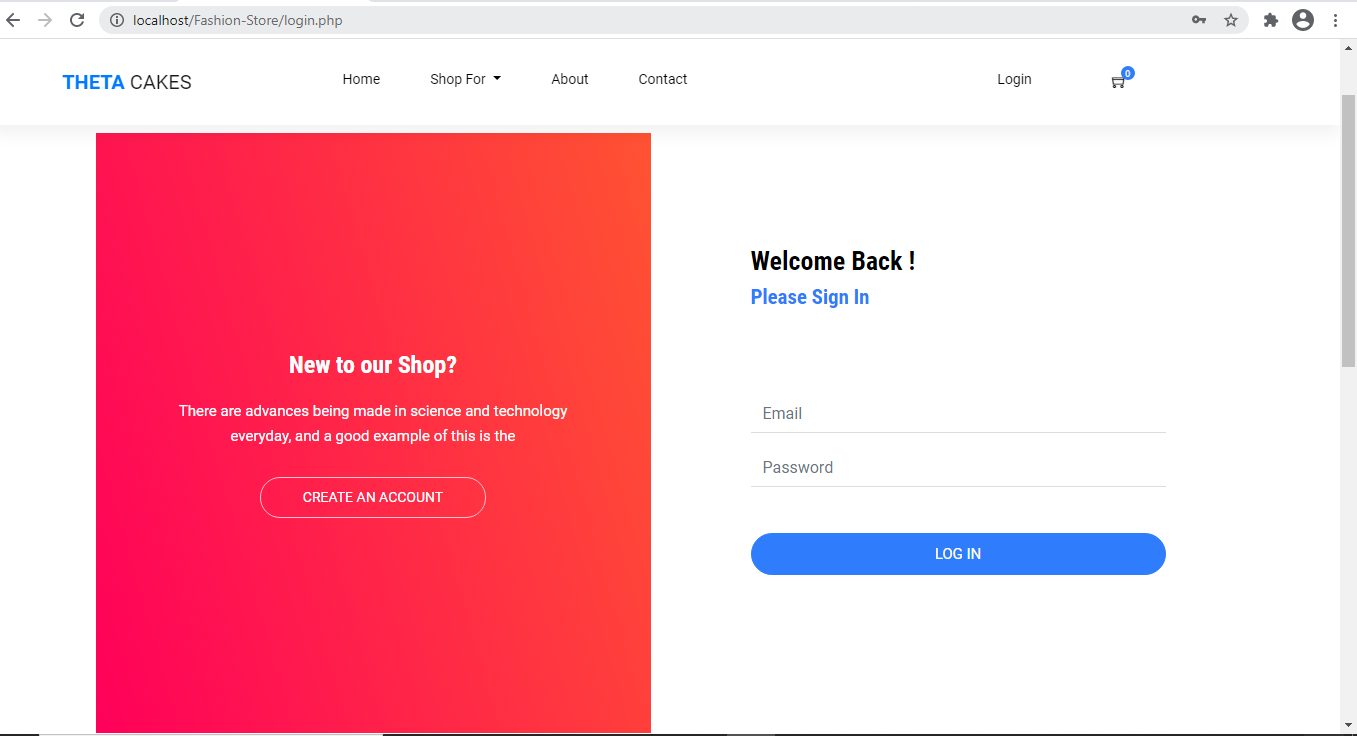 localhost/Fashion-Store/login.php
THETA CAKES Home Shop For About Contact Login 0
New to our Shop?
There are advances being made in science and technology
everyday, and a good example of this is the
CREATE AN ACCOUNT
Welcome Back !
Please Sign In
Email
Password
LOG IN